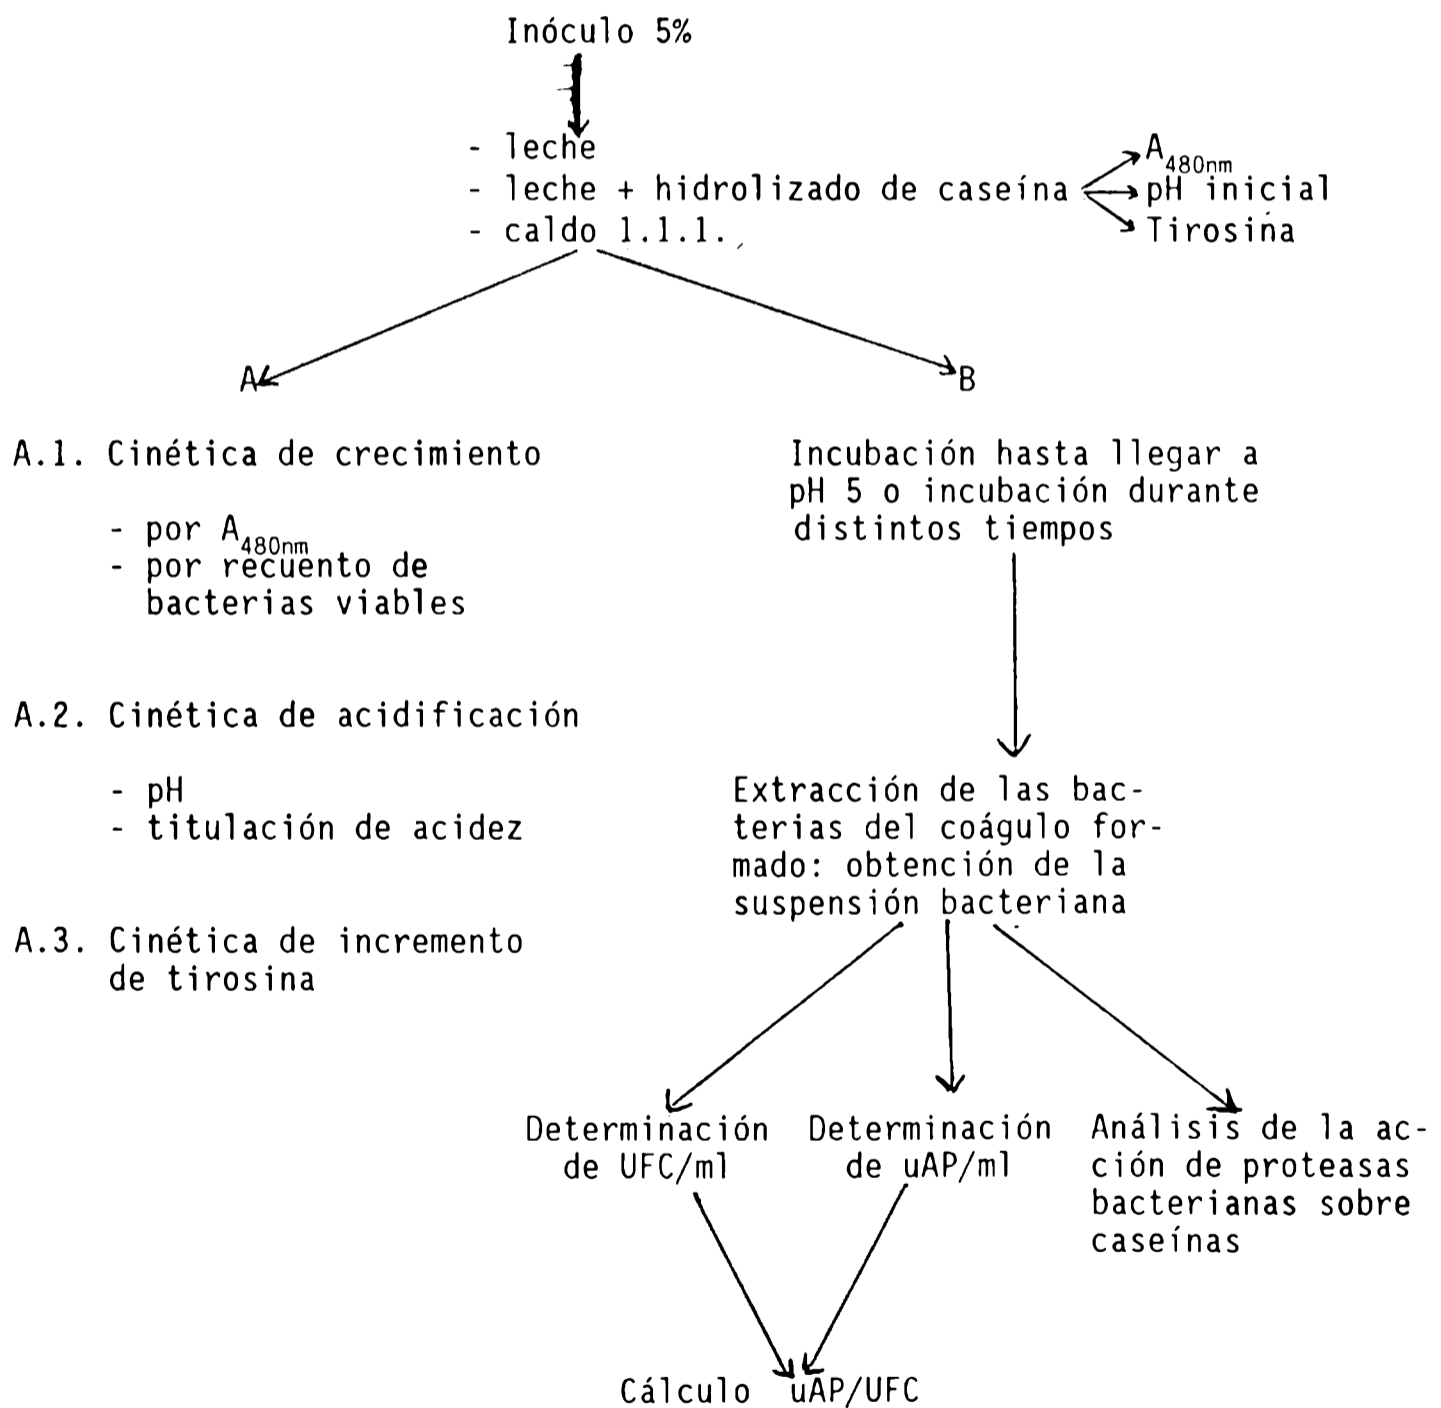 Inóculo 5%
- leche
- leche + hidrolizado de caseína
- caldo 1.1.1.
A480nm
pH inicial
Tirosina
A
B
A.1. Cinética de crecimiento
- por A480nm
- por recuento de
bacterias viables
A.2. Cinética de acidificación
- pH
- titulación de acidez
A.3. Cinética de incremento
de tirosina
Incubación hasta llegar a
pH 5 o incubación durante
distintos tiempos
Extracción de las bac-
terias del coágulo for-
mado: obtención de la
suspensión bacteriana
Determinación
de UFC/ml
Determinación
de uAP/ml
Análisis de la ac-
ción de proteasas
bacterianas sobre
caseínas
Cálculo uAP/UFC